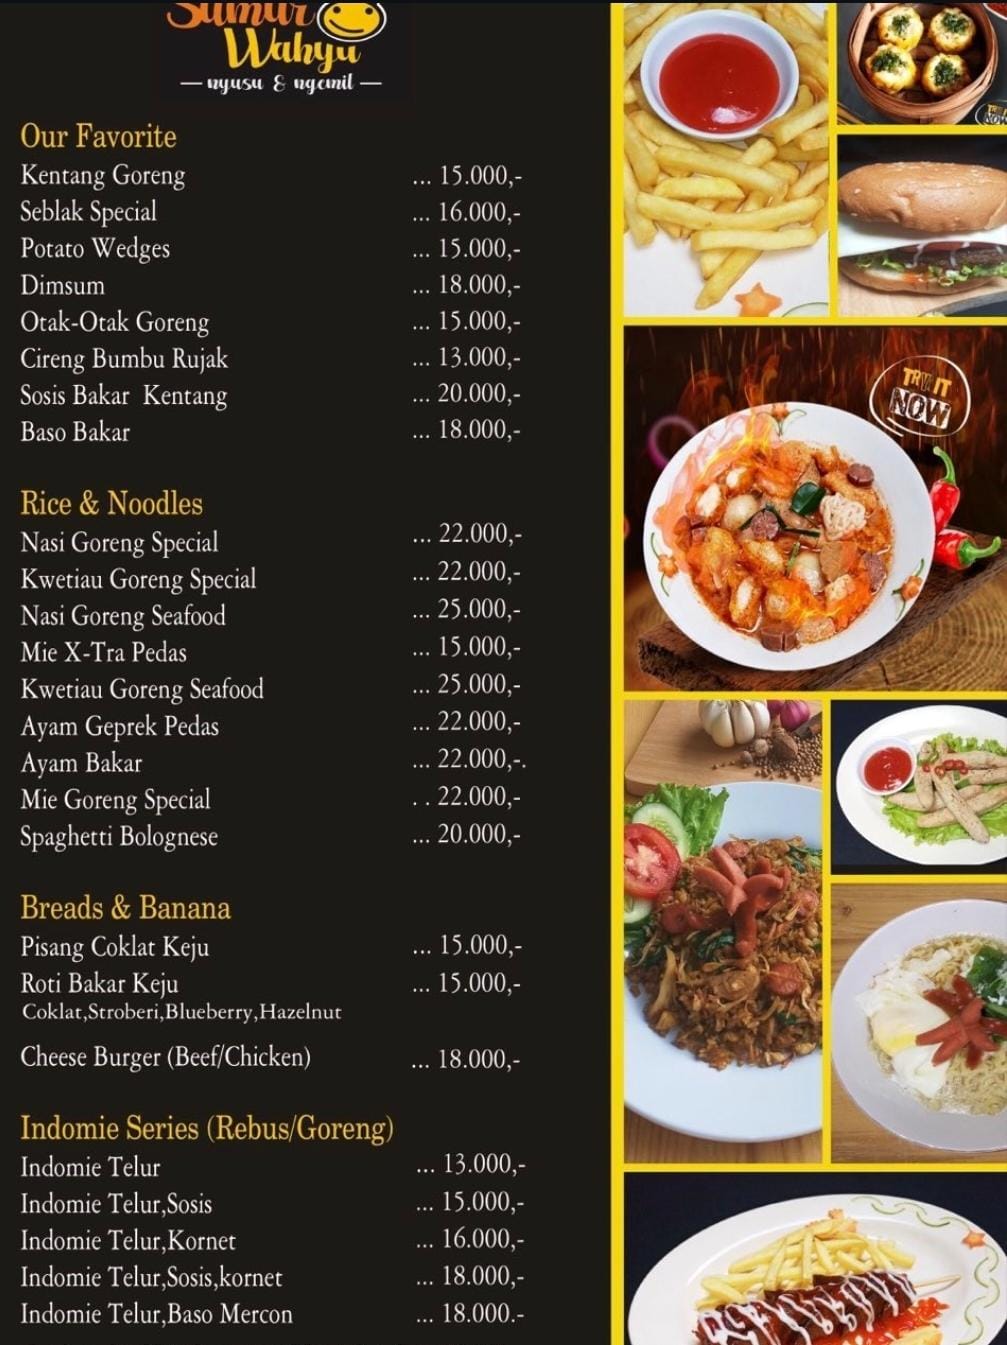 Sumur
Wahyu
— nyusu & ngemil —
Our Favorite
Kentang Goreng ... 15.000,-
Seblak Special ... 16.000,-
Potato Wedges ... 15.000,-
Dimsum ... 18.000,-
Otak-Otak Goreng ... 15.000,-
Cireng Bumbu Rujak ... 13.000,-
Sosis Bakar Kentang ... 20.000,-
Baso Bakar ... 18.000,-
Rice & Noodles
Nasi Goreng Special ... 22.000,-
Kwetiau Goreng Special ... 22.000,-
Nasi Goreng Seafood ... 25.000,-
Mie X-Tra Pedas ... 15.000,-
Kwetiau Goreng Seafood ... 25.000,-
Ayam Geprek Pedas ... 22.000,-
Ayam Bakar ... 22.000,-.
Mie Goreng Special . . 22.000,-
Spaghetti Bolognese ... 20.000,-
Breads & Banana
Pisang Coklat Keju ... 15.000,-
Roti Bakar Keju ... 15.000,-
Coklat,Stroberi,Blueberry,Hazelnut
Cheese Burger (Beef/Chicken) ... 18.000,-
Indomie Series (Rebus/Goreng)
Indomie Telur ... 13.000,-
Indomie Telur,Sosis ... 15.000,-
Indomie Telur,Kornet ... 16.000,-
Indomie Telur,Sosis,kornet ... 18.000,-
Indomie Telur,Baso Mercon ... 18.000.-
TRY IT
NOW
TRY IT
NOW